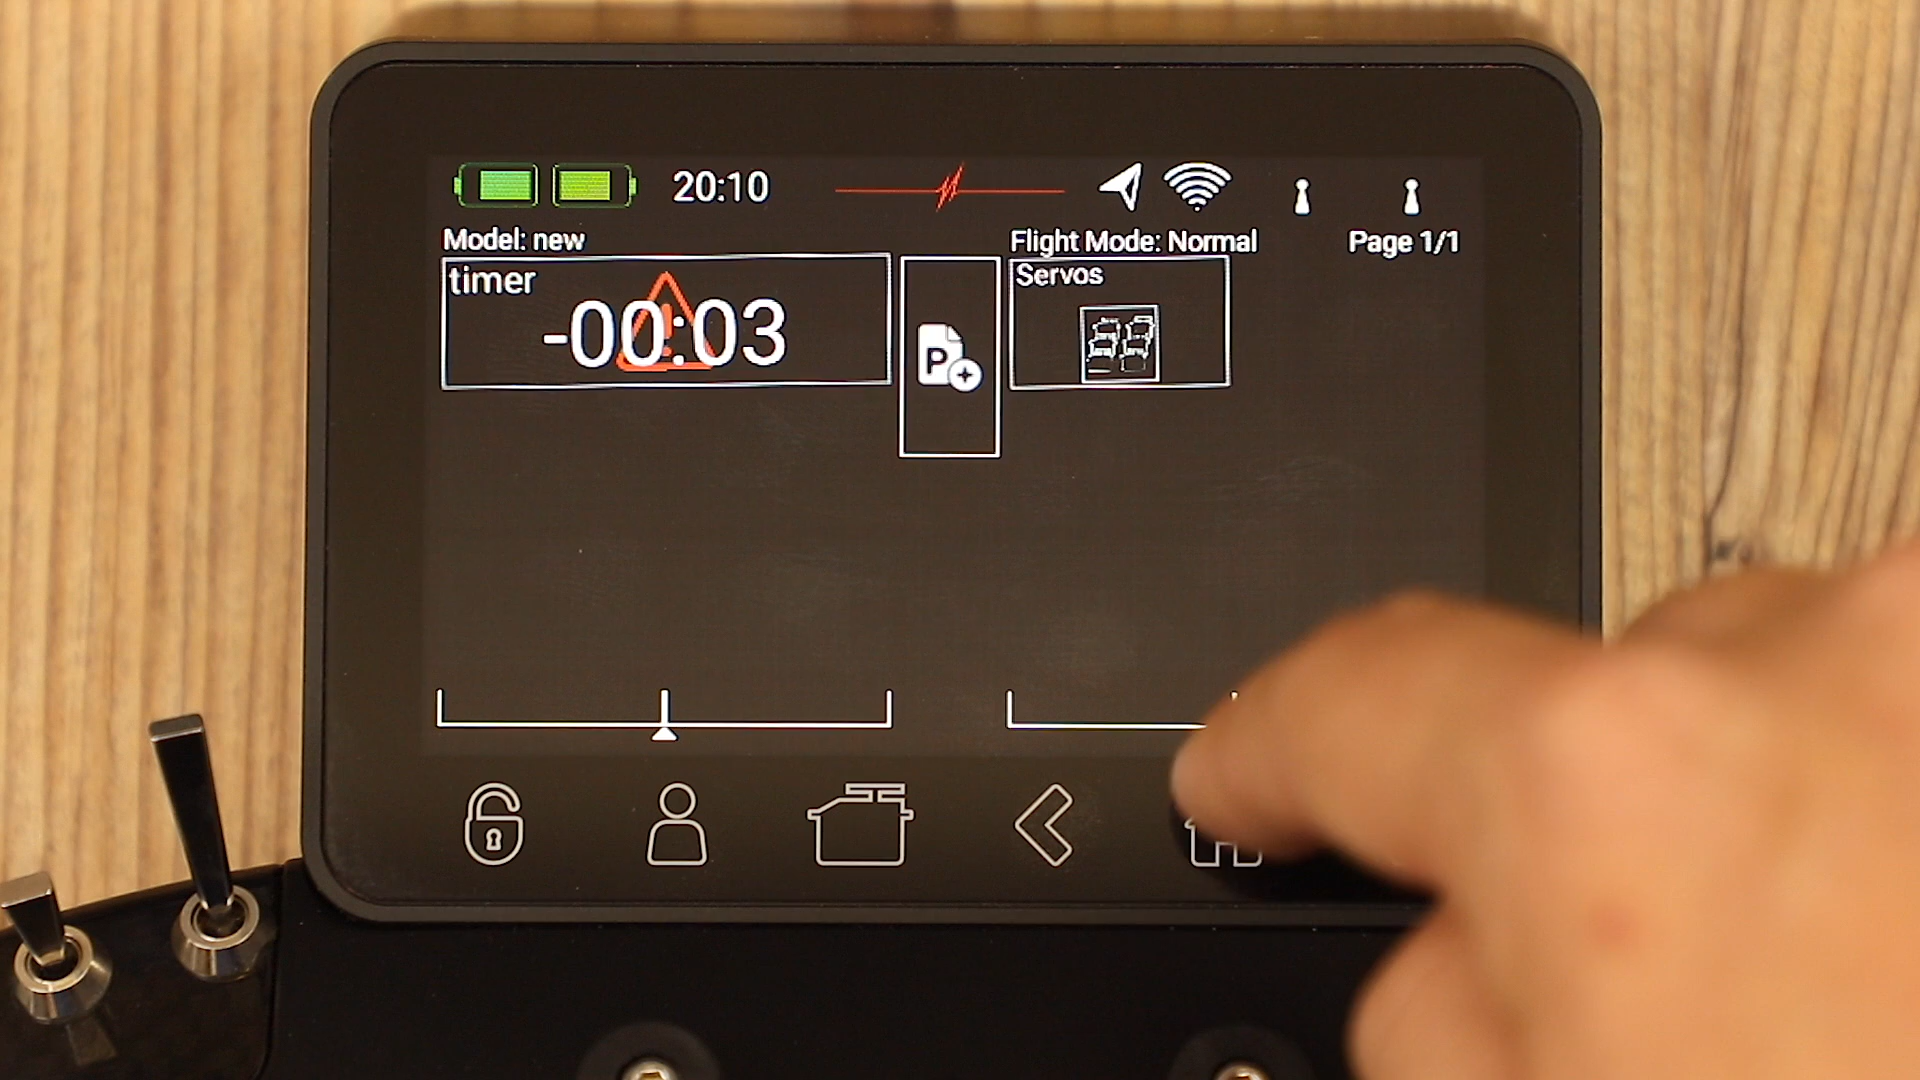 20:10
Model: new
Flight Mode: Normal
Page 1/1
timer
-00:03
P
Servos